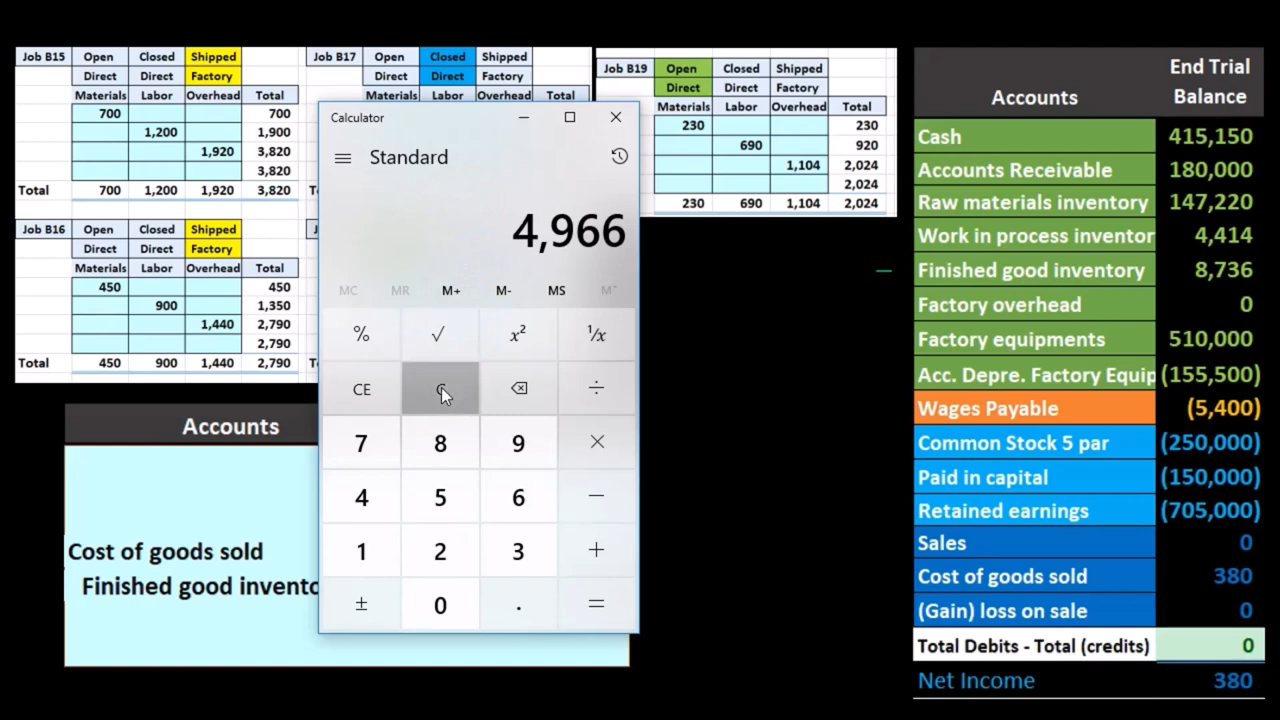 Job B15 Open Closed Shipped
Direct Direct Factory
Materials Labor Overhead Total
700 700
1,200 1,900
1,920 3,820
3,820
Total 700 1,200 1,920 3,820
Job B16 Open Closed Shipped
Direct Direct Factory
Materials Labor Overhead Total
450 450
900 1,350
1,440 2,790
2,790
Total 450 900 1,440 2,790
Job B17 Open Closed Shipped
Direct Direct Factory
Materials Labor Overhead Total
Job B19 Open Closed Shipped
Direct Direct Factory
Materials Labor Overhead Total
230 230
690 920
1,104 2,024
2,024
230 690 1,104 2,024
Calculator
Standard
4,966
MC MR M+ M- MS M˅
% √ x² ¹/x
CE C ÷
7 8 9 ×
4 5 6 −
1 2 3 +
± 0 . =
Accounts
Cost of goods sold
Finished good invento
Accounts End Trial Balance
Cash 415,150
Accounts Receivable 180,000
Raw materials inventory 147,220
Work in process inventor 4,414
Finished good inventory 8,736
Factory overhead 0
Factory equipments 510,000
Acc. Depre. Factory Equip (155,500)
Wages Payable (5,400)
Common Stock 5 par (250,000)
Paid in capital (150,000)
Retained earnings (705,000)
Sales 0
Cost of goods sold 380
(Gain) loss on sale 0
Total Debits - Total (credits) 0
Net Income 380